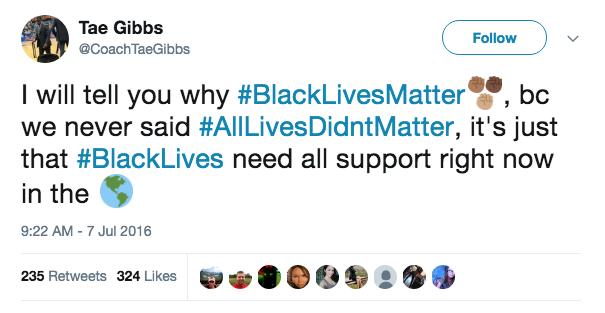 Tae Gibbs
@CoachTaeGibbs
Follow
I will tell you why #BlackLivesMatter✊🏽✊🏾✊🏼, bc
we never said #AllLivesDidntMatter, it's just
that #BlackLives need all support right now
in the 🌎
9:22 AM - 7 Jul 2016
235 Retweets 324 Likes